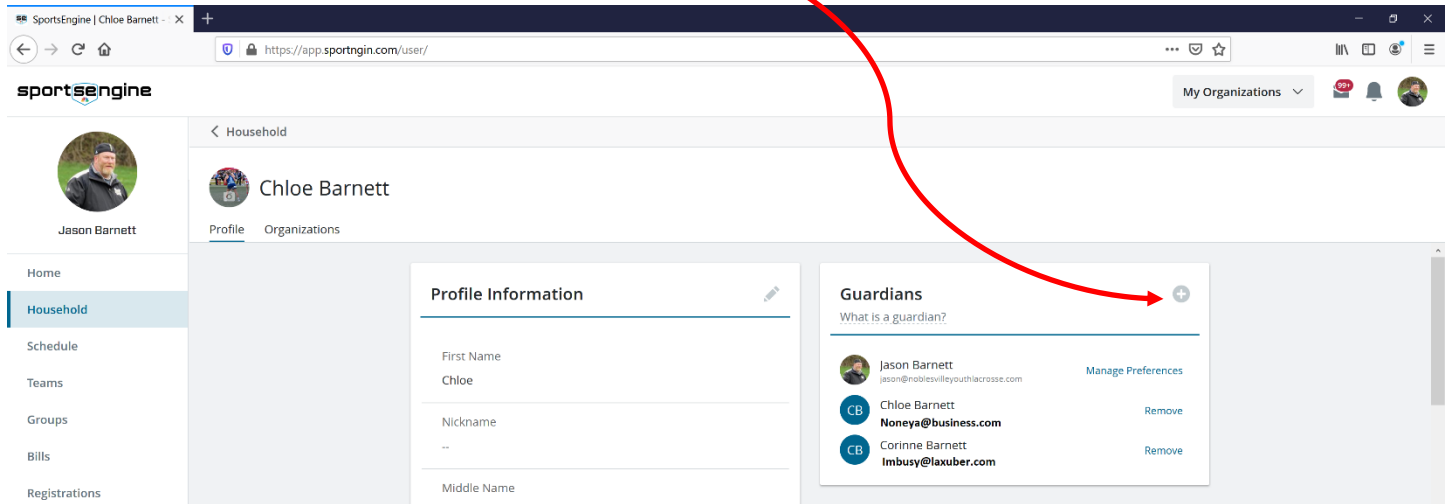 SportsEngine | Chloe Barnett -
https://app.sportngin.com/user/
sportsengine
My Organizations
99+
Jason Barnett
Home
Household
Schedule
Teams
Groups
Bills
Registrations
Household
Chloe Barnett
Profile Organizations
Profile Information
First Name
Chloe
Nickname
--
Middle Name
Guardians
What is a guardian?
Jason Barnett
jason@noblesvilleyouthlacrosse.com
Manage Preferences
CB
Chloe Barnett
Noneya@business.com
Remove
CB
Corinne Barnett
Imbusy@laxuber.com
Remove